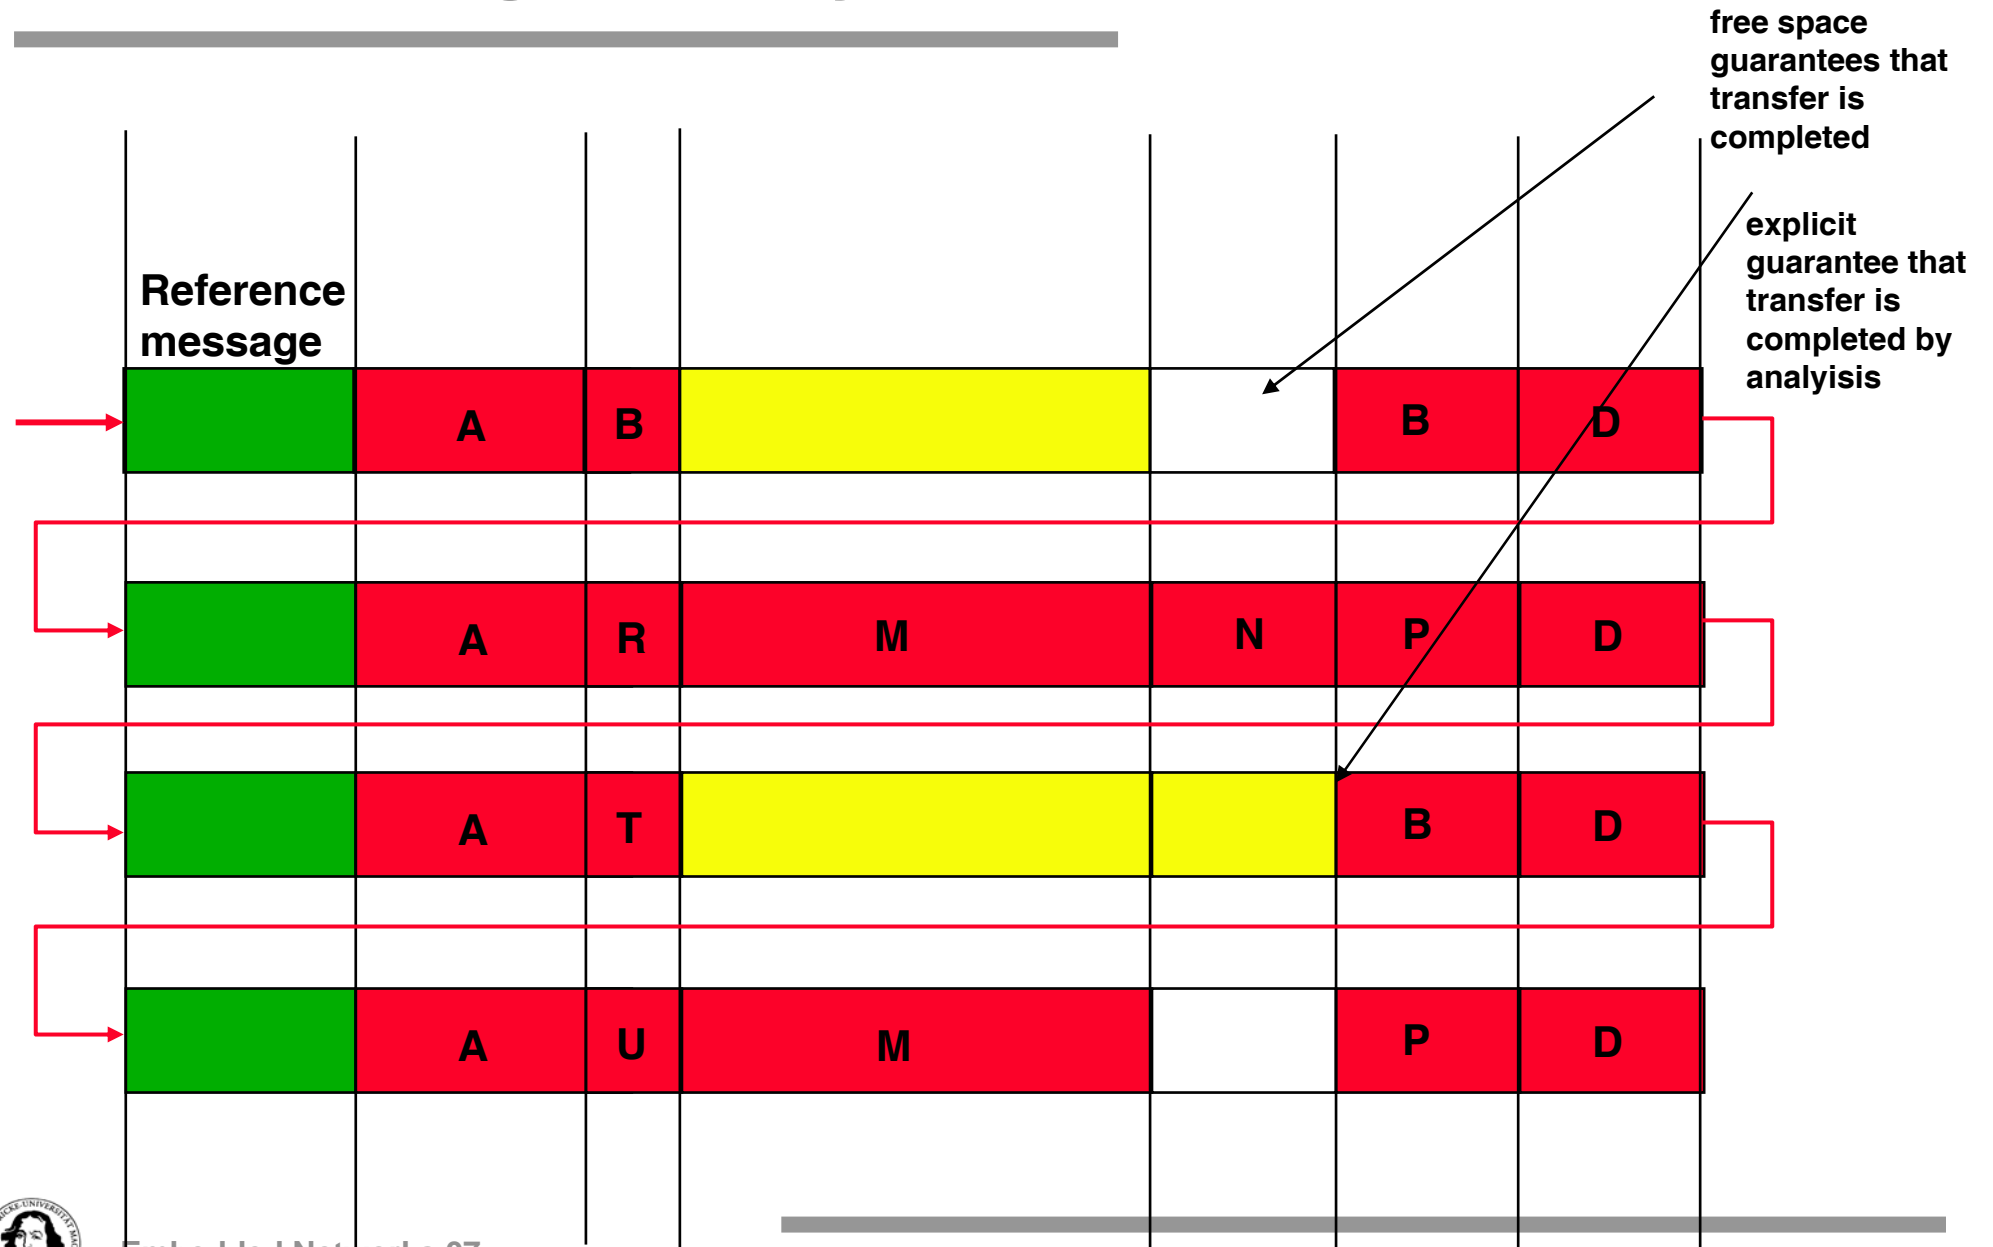 free space
guarantees that
transfer is
completed
explicit
guarantee that
transfer is
completed by
analyisis
Reference
message
A B B D
A R M N P D
A T B D
A U M P D